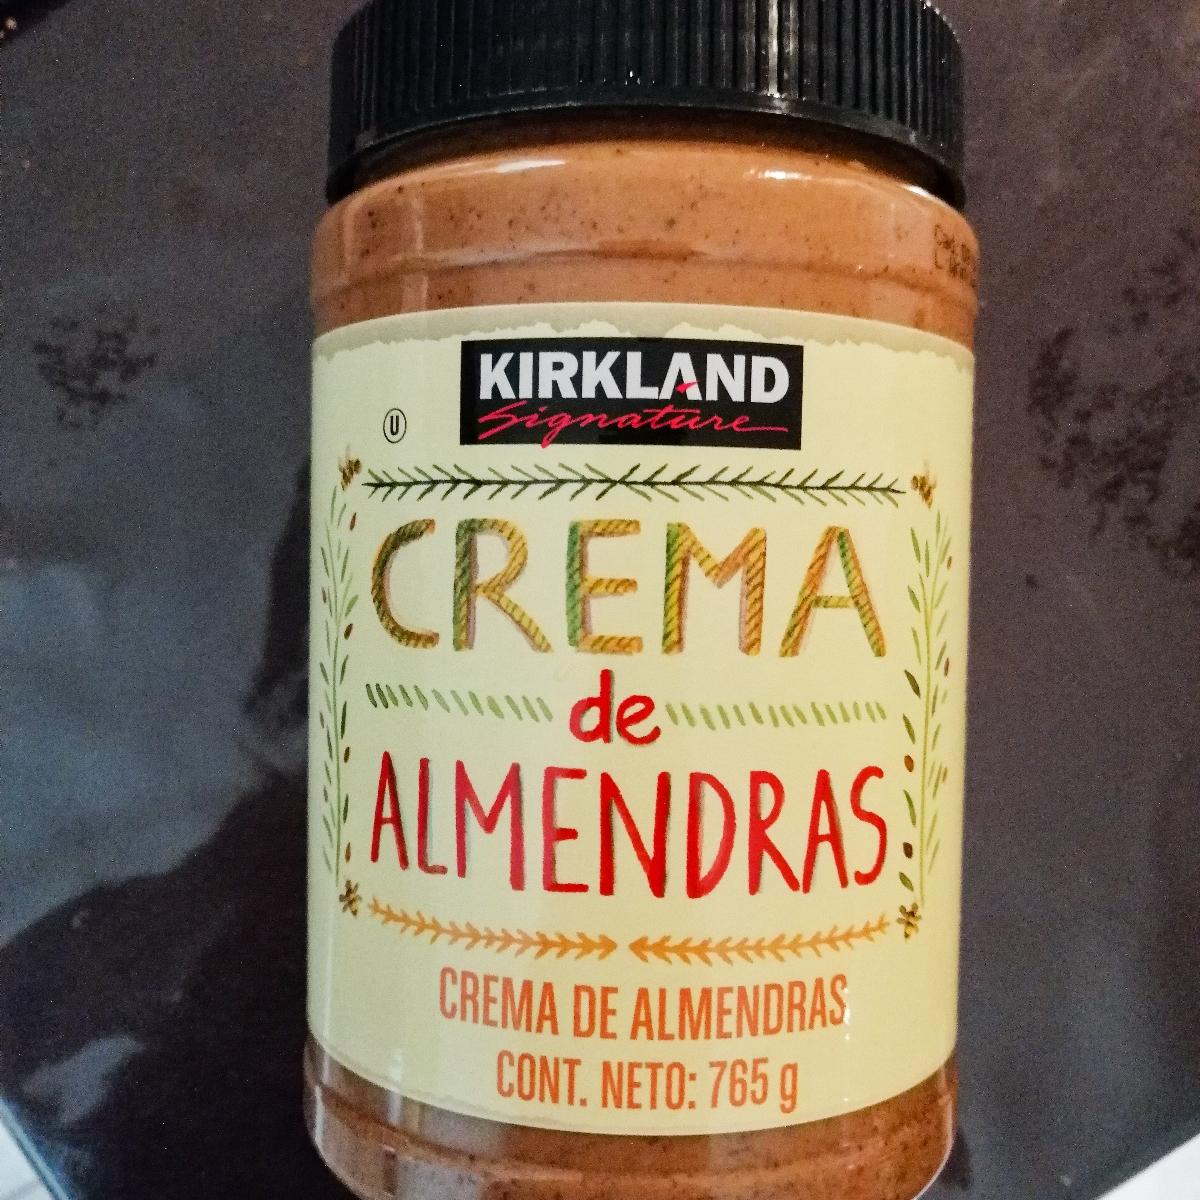 KIRKLAND
Signature
U
CREMA
de
ALMENDRAS
CREMA DE ALMENDRAS
CONT. NETO: 765 g